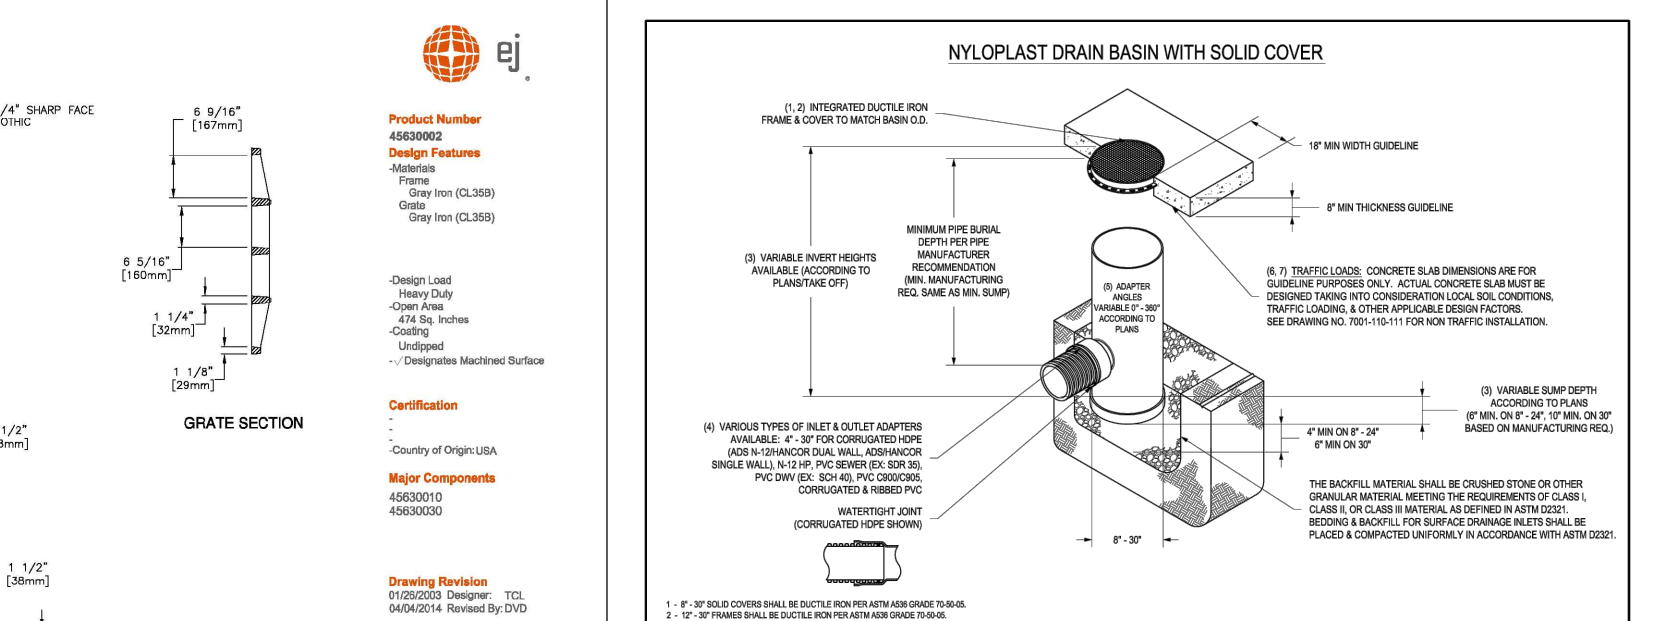 /4" SHARP FACE
OTHIC
6 9/16"
[167mm]
6 5/16"
[160mm]
1 1/4"
[32mm]
1 1/8"
[29mm]
GRATE SECTION
1/2"
8mm]
1 1/2"
[38mm]
ej
®
Product Number
45630002
Design Features
-Materials
Frame
Gray Iron (CL35B)
Grate
Gray Iron (CL35B)
-Design Load
Heavy Duty
-Open Area
474 Sq. Inches
-Coating
Undipped
-√ Designates Machined Surface
Certification
-
-
-
-Country of Origin: USA
Major Components
45630010
45630030
Drawing Revision
01/26/2003 Designer: TCL
04/04/2014 Revised By: DVD
NYLOPLAST DRAIN BASIN WITH SOLID COVER
(1, 2) INTEGRATED DUCTILE IRON
FRAME & COVER TO MATCH BASIN O.D.
18" MIN WIDTH GUIDELINE
8" MIN THICKNESS GUIDELINE
MINIMUM PIPE BURIAL
DEPTH PER PIPE
MANUFACTURER
RECOMMENDATION
(MIN. MANUFACTURING
REQ. SAME AS MIN. SUMP)
(3) VARIABLE INVERT HEIGHTS
AVAILABLE (ACCORDING TO
PLANS/TAKE OFF)
(5) ADAPTER
ANGLES
VARIABLE 0° - 360°
ACCORDING TO
PLANS
(6, 7) TRAFFIC LOADS: CONCRETE SLAB DIMENSIONS ARE FOR
GUIDELINE PURPOSES ONLY. ACTUAL CONCRETE SLAB MUST BE
DESIGNED TAKING INTO CONSIDERATION LOCAL SOIL CONDITIONS,
TRAFFIC LOADING, & OTHER APPLICABLE DESIGN FACTORS.
SEE DRAWING NO. 7001-110-111 FOR NON TRAFFIC INSTALLATION.
(3) VARIABLE SUMP DEPTH
ACCORDING TO PLANS
(6" MIN. ON 8" - 24", 10" MIN. ON 30"
BASED ON MANUFACTURING REQ.)
4" MIN ON 8" - 24"
6" MIN ON 30"
(4) VARIOUS TYPES OF INLET & OUTLET ADAPTERS
AVAILABLE: 4" - 30" FOR CORRUGATED HDPE
(ADS N-12/HANCOR DUAL WALL, ADS/HANCOR
SINGLE WALL), N-12 HP, PVC SEWER (EX: SDR 35),
PVC DWV (EX: SCH 40), PVC C900/C905,
CORRUGATED & RIBBED PVC
WATERTIGHT JOINT
(CORRUGATED HDPE SHOWN)
THE BACKFILL MATERIAL SHALL BE CRUSHED STONE OR OTHER
GRANULAR MATERIAL MEETING THE REQUIREMENTS OF CLASS I,
CLASS II, OR CLASS III MATERIAL AS DEFINED IN ASTM D2321.
BEDDING & BACKFILL FOR SURFACE DRAINAGE INLETS SHALL BE
PLACED & COMPACTED UNIFORMLY IN ACCORDANCE WITH ASTM D2321.
8" - 30"
1 - 8" - 30" SOLID COVERS SHALL BE DUCTILE IRON PER ASTM A536 GRADE 70-50-05.
2 - 12" - 30" FRAMES SHALL BE DUCTILE IRON PER ASTM A536 GRADE 70-50-05.